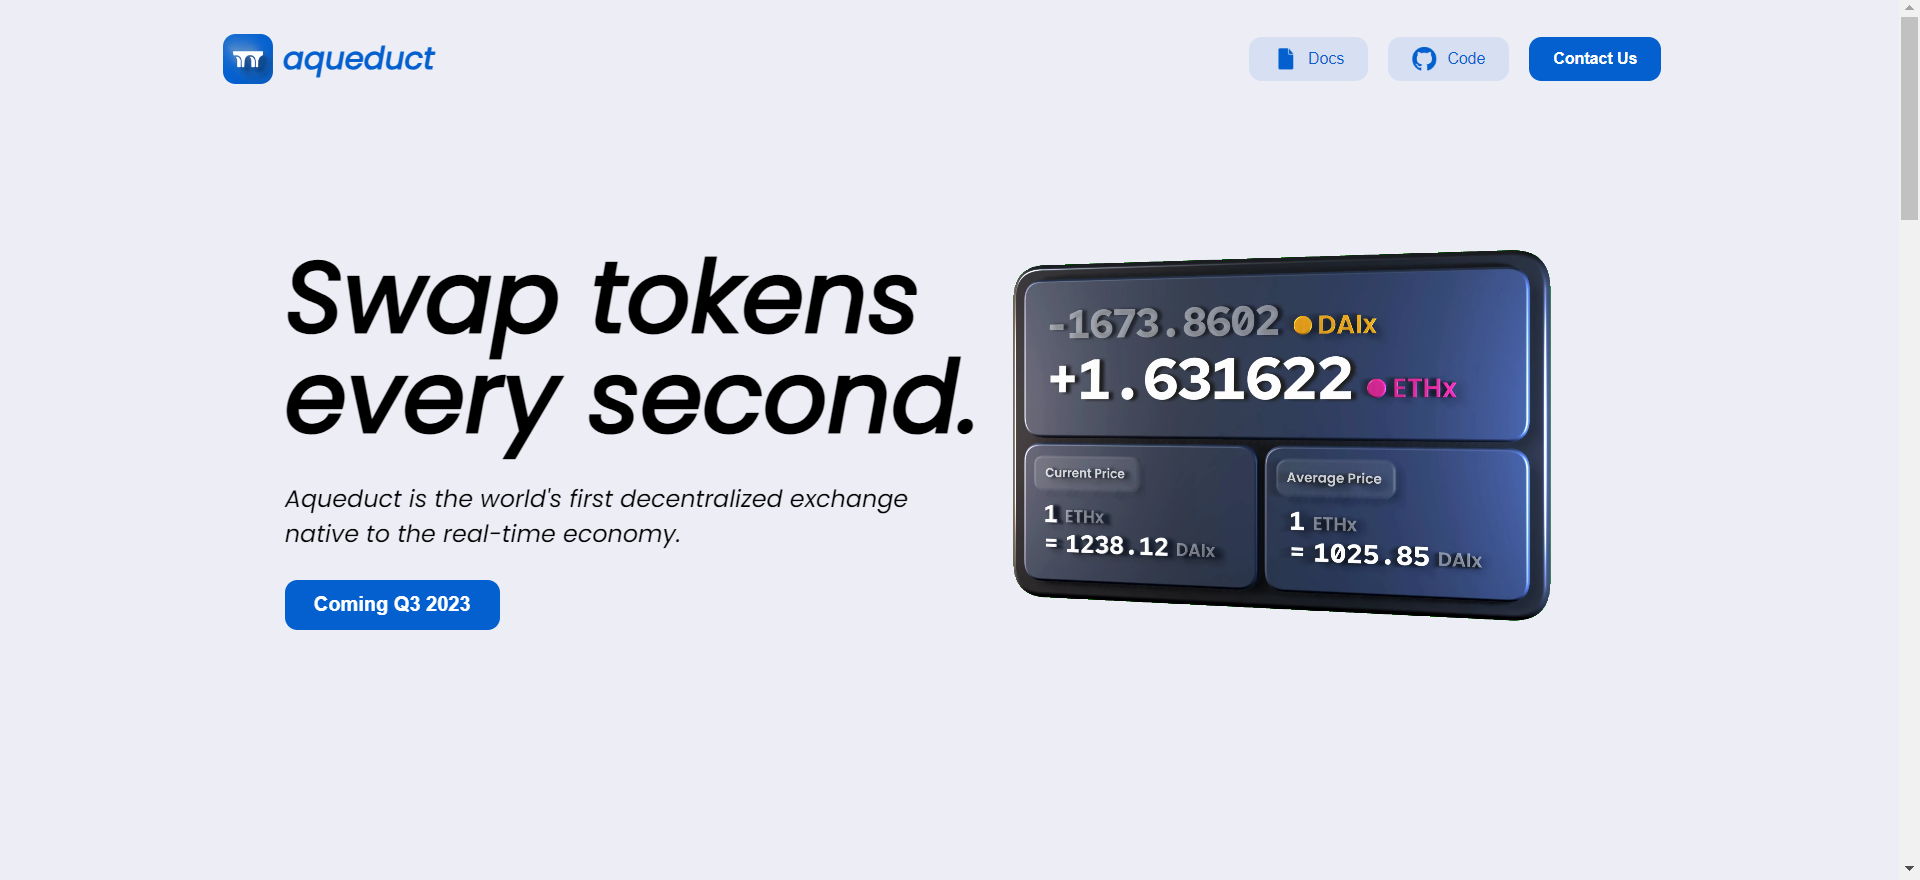 aqueduct
Docs
Code
Contact Us
Swap tokens
every second.
Aqueduct is the world's first decentralized exchange
native to the real-time economy.
Coming Q3 2023
-1673.8602 DAIx
+1.631622 ETHx
Current Price
1 ETHx
= 1238.12 DAIx
Average Price
1 ETHx
= 1025.85 DAIx